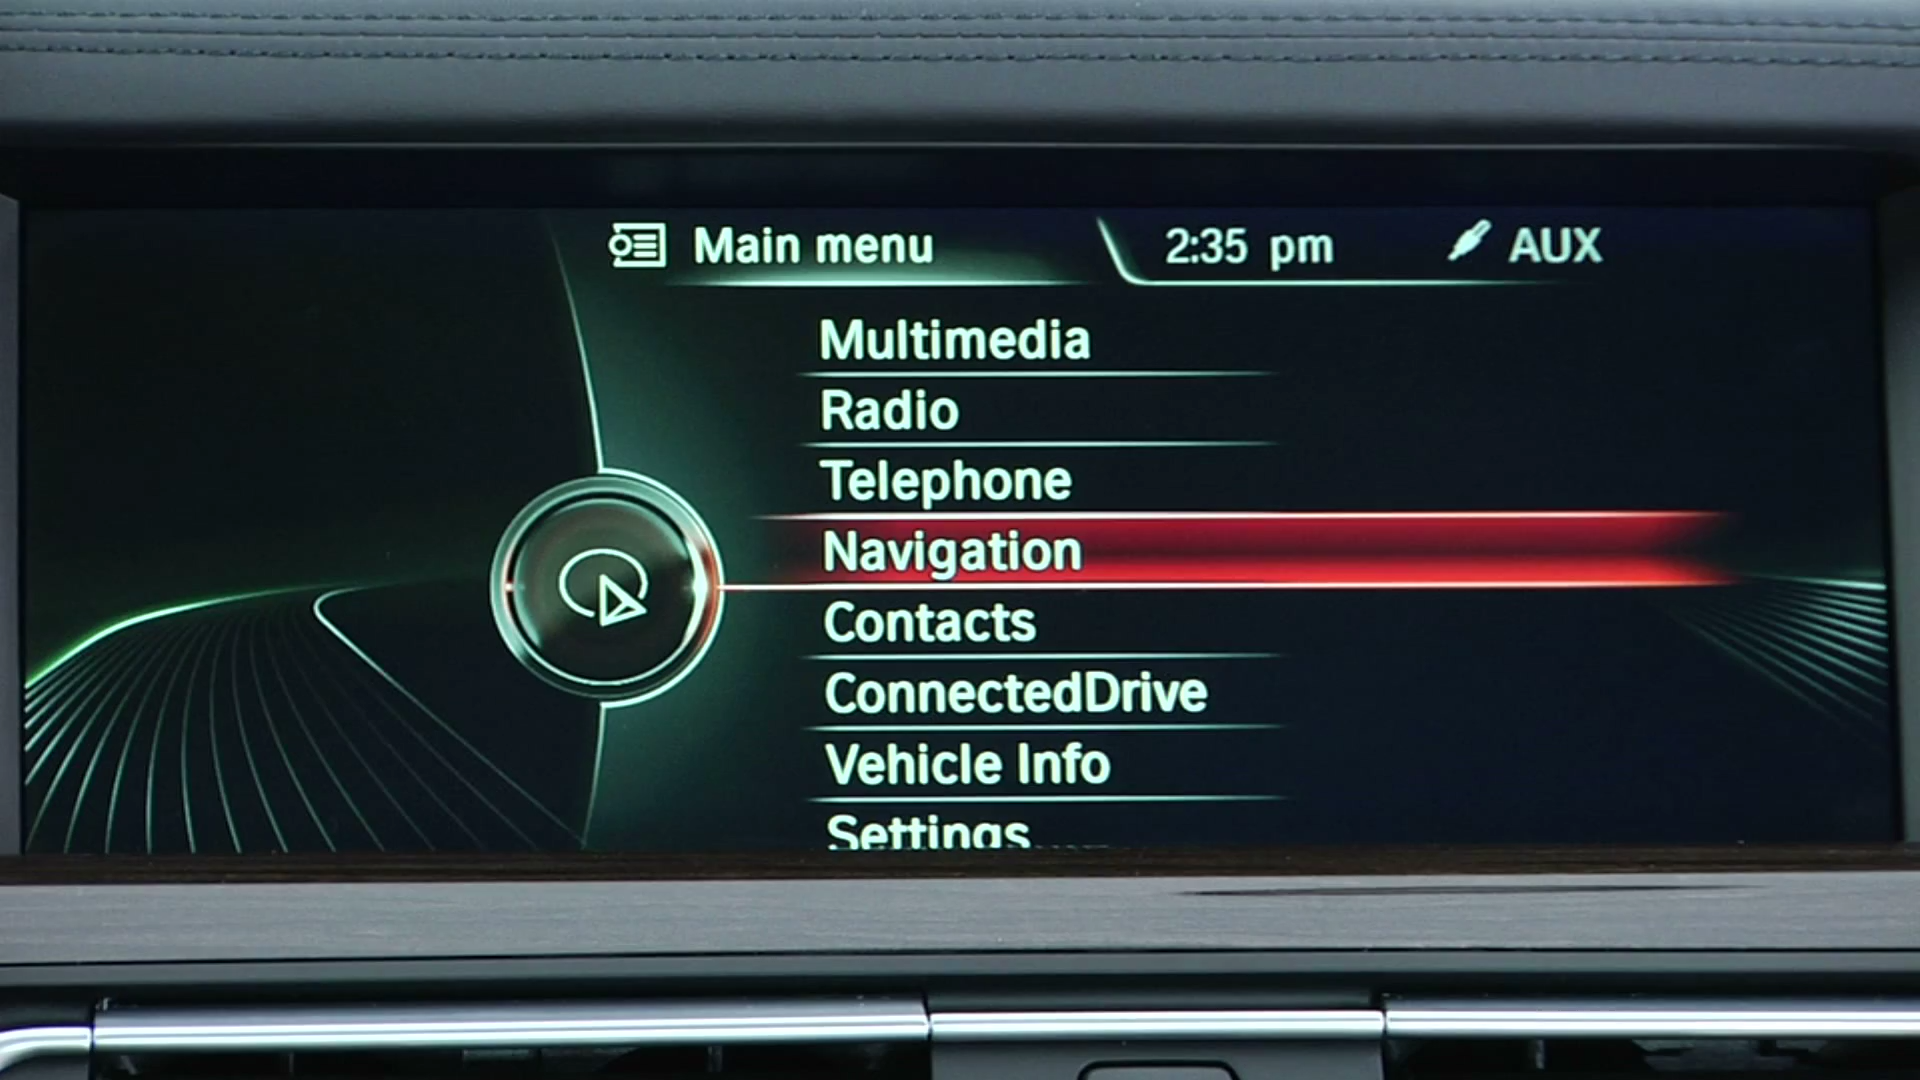 Main menu 2:35 pm AUX
Multimedia
Radio
Telephone
Navigation
Contacts
ConnectedDrive
Vehicle Info
Settings